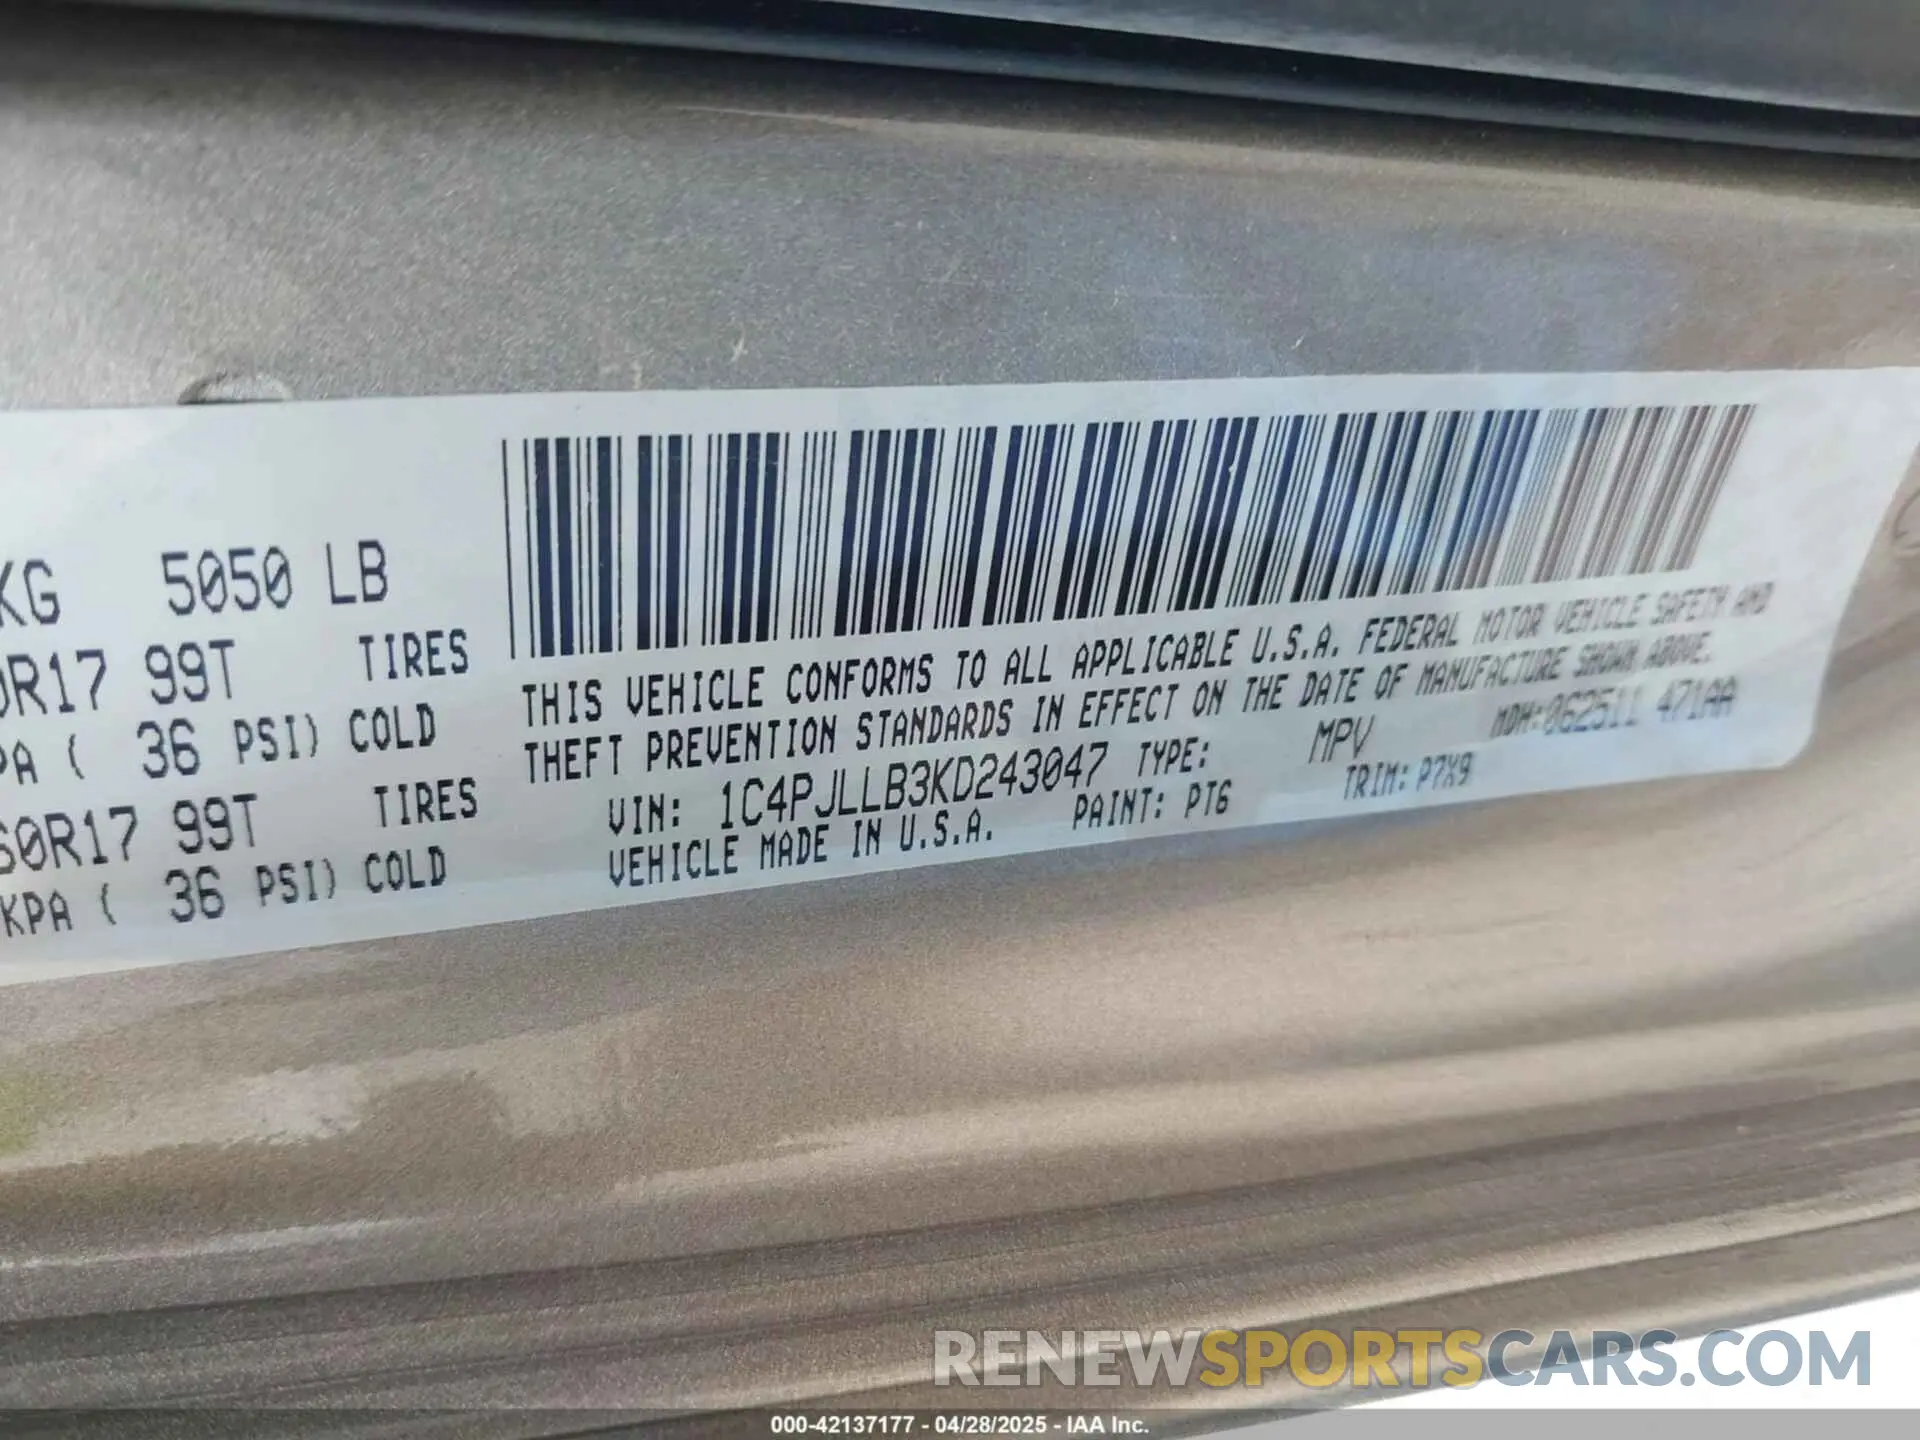 KG 5050 LB
0R17 99T TIRES
PA ( 36 PSI) COLD
60R17 99T TIRES
KPA ( 36 PSI) COLD
THIS VEHICLE CONFORMS TO ALL APPLICABLE U.S.A. FEDERAL MOTOR VEHICLE SAFETY AND
THEFT PREVENTION STANDARDS IN EFFECT ON THE DATE OF MANUFACTURE SHOWN ABOVE.
VIN: 1C4PJLLB3KD243047 TYPE: MPV MDH:062511 471AA
VEHICLE MADE IN U.S.A. PAINT: PT6 TRIM: P7X9
RENEWSPORTSCARS.COM
000-42137177 - 04/28/2025 - IAA Inc.